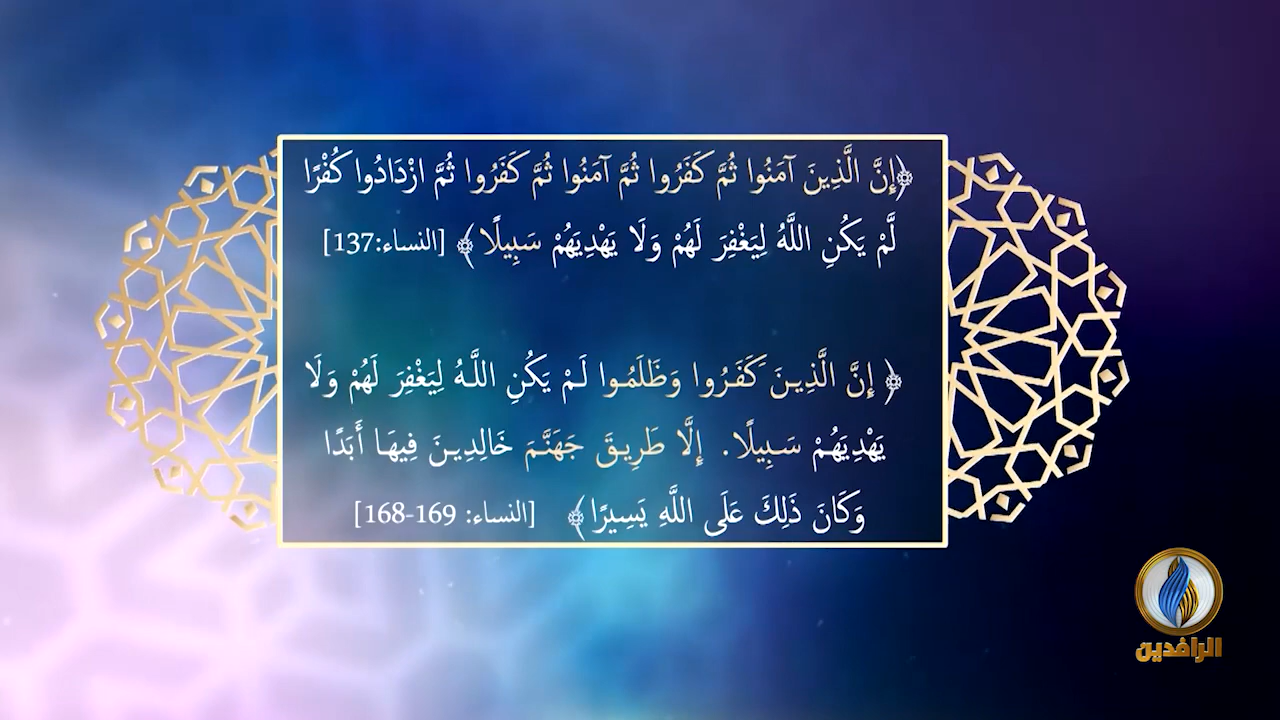 ﴿إِنَّ الَّذِينَ آمَنُوا ثُمَّ كَفَرُوا ثُمَّ آمَنُوا ثُمَّ كَفَرُوا ثُمَّ ازْدَادُوا كُفْرًا
لَّمْ يَكُنِ اللَّهُ لِيَغْفِرَ لَهُمْ وَلَا يَهْدِيَهُمْ سَبِيلًا﴾ [النساء:137]
﴿إِنَّ الَّذِينَ كَفَرُوا وَظَلَمُوا لَمْ يَكُنِ اللَّهُ لِيَغْفِرَ لَهُمْ وَلَا
يَهْدِيَهُمْ سَبِيلًا. إِلَّا طَرِيقَ جَهَنَّمَ خَالِدِينَ فِيهَا أَبَدًا
وَكَانَ ذَلِكَ عَلَى اللَّهِ يَسِيرًا﴾ [النساء: 168-169]
الرافدين